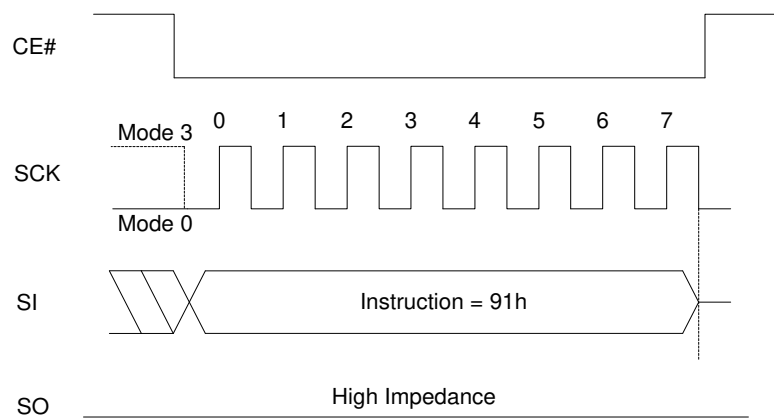 CE#
Mode 3
0 1 2 3 4 5 6 7
SCK
Mode 0
SI
Instruction = 91h
SO
High Impedance